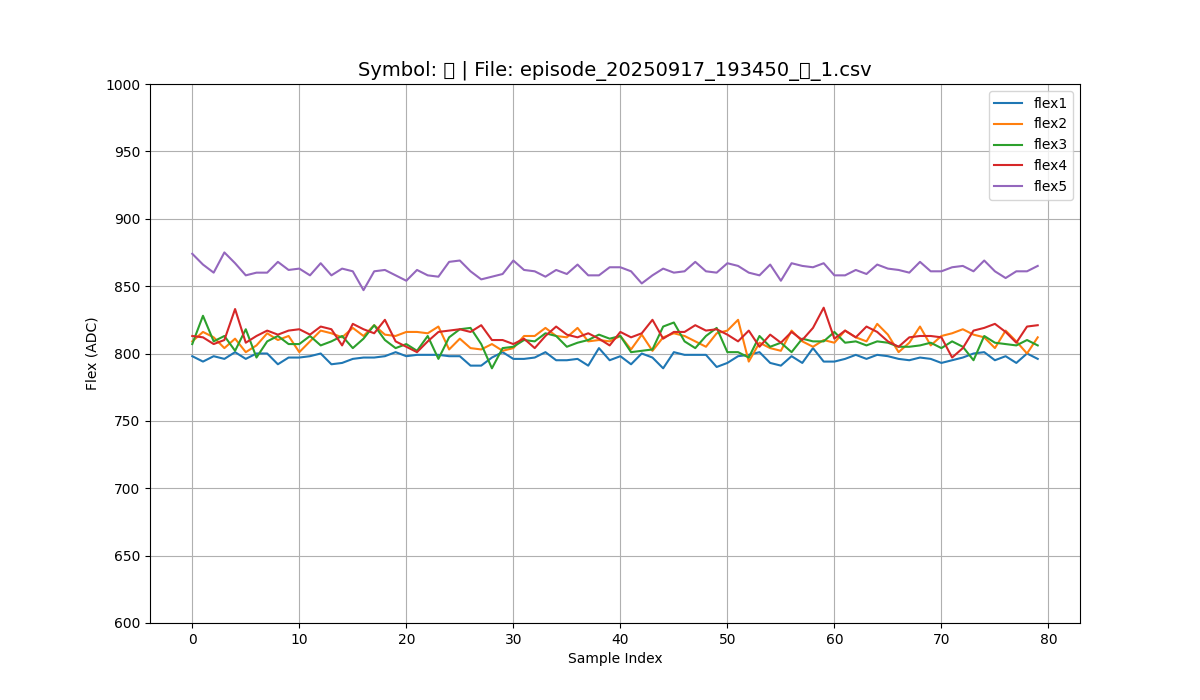 Symbol: | File: episode_20250917_193450_ _1.csv
1000
950
900
850
800
750
700
650
600
Flex (ADC)
flex1
flex2
flex3
flex4
flex5
0 10 20 30 40 50 60 70 80
Sample Index